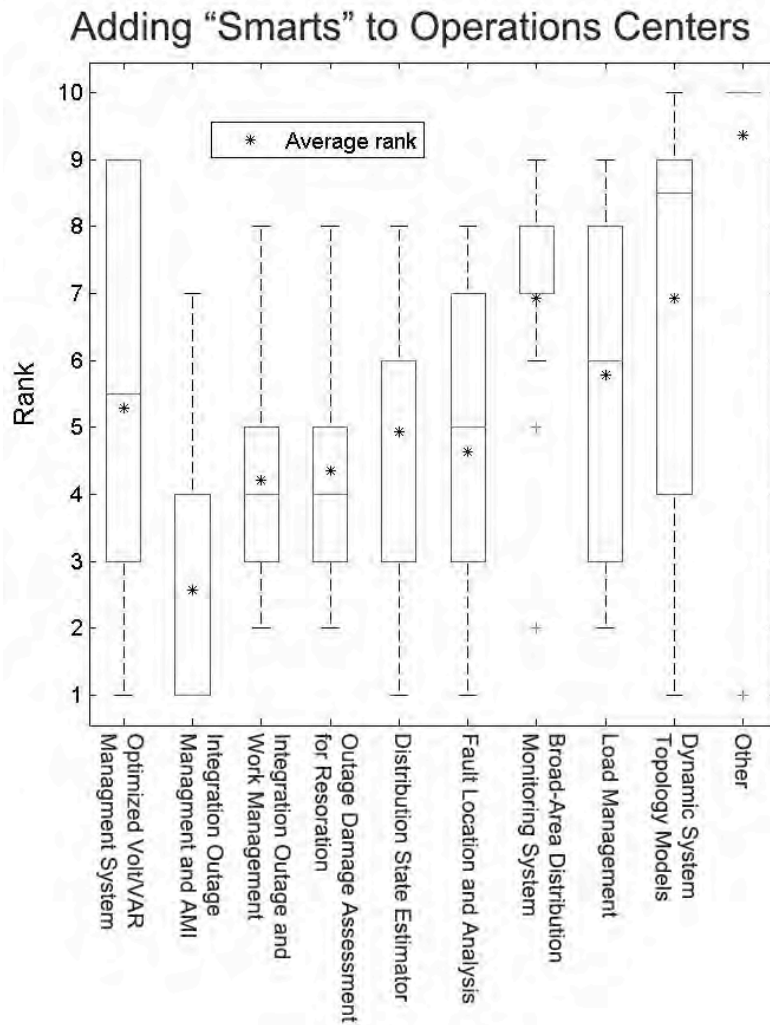 Adding “Smarts” to Operations Centers
Average rank
Rank
10
9
8
7
6
5
4
3
2
1
Optimized Volt/VAR
Managment System
Integration Outage
Managment and AMI
Integration Outage and
Work Management
Outage Damage Assessment
for Resoration
Distribution State Estimator
Fault Location and Analysis
Broad-Area Distribution
Monitoring System
Load Management
Dynamic System
Topology Models
Other